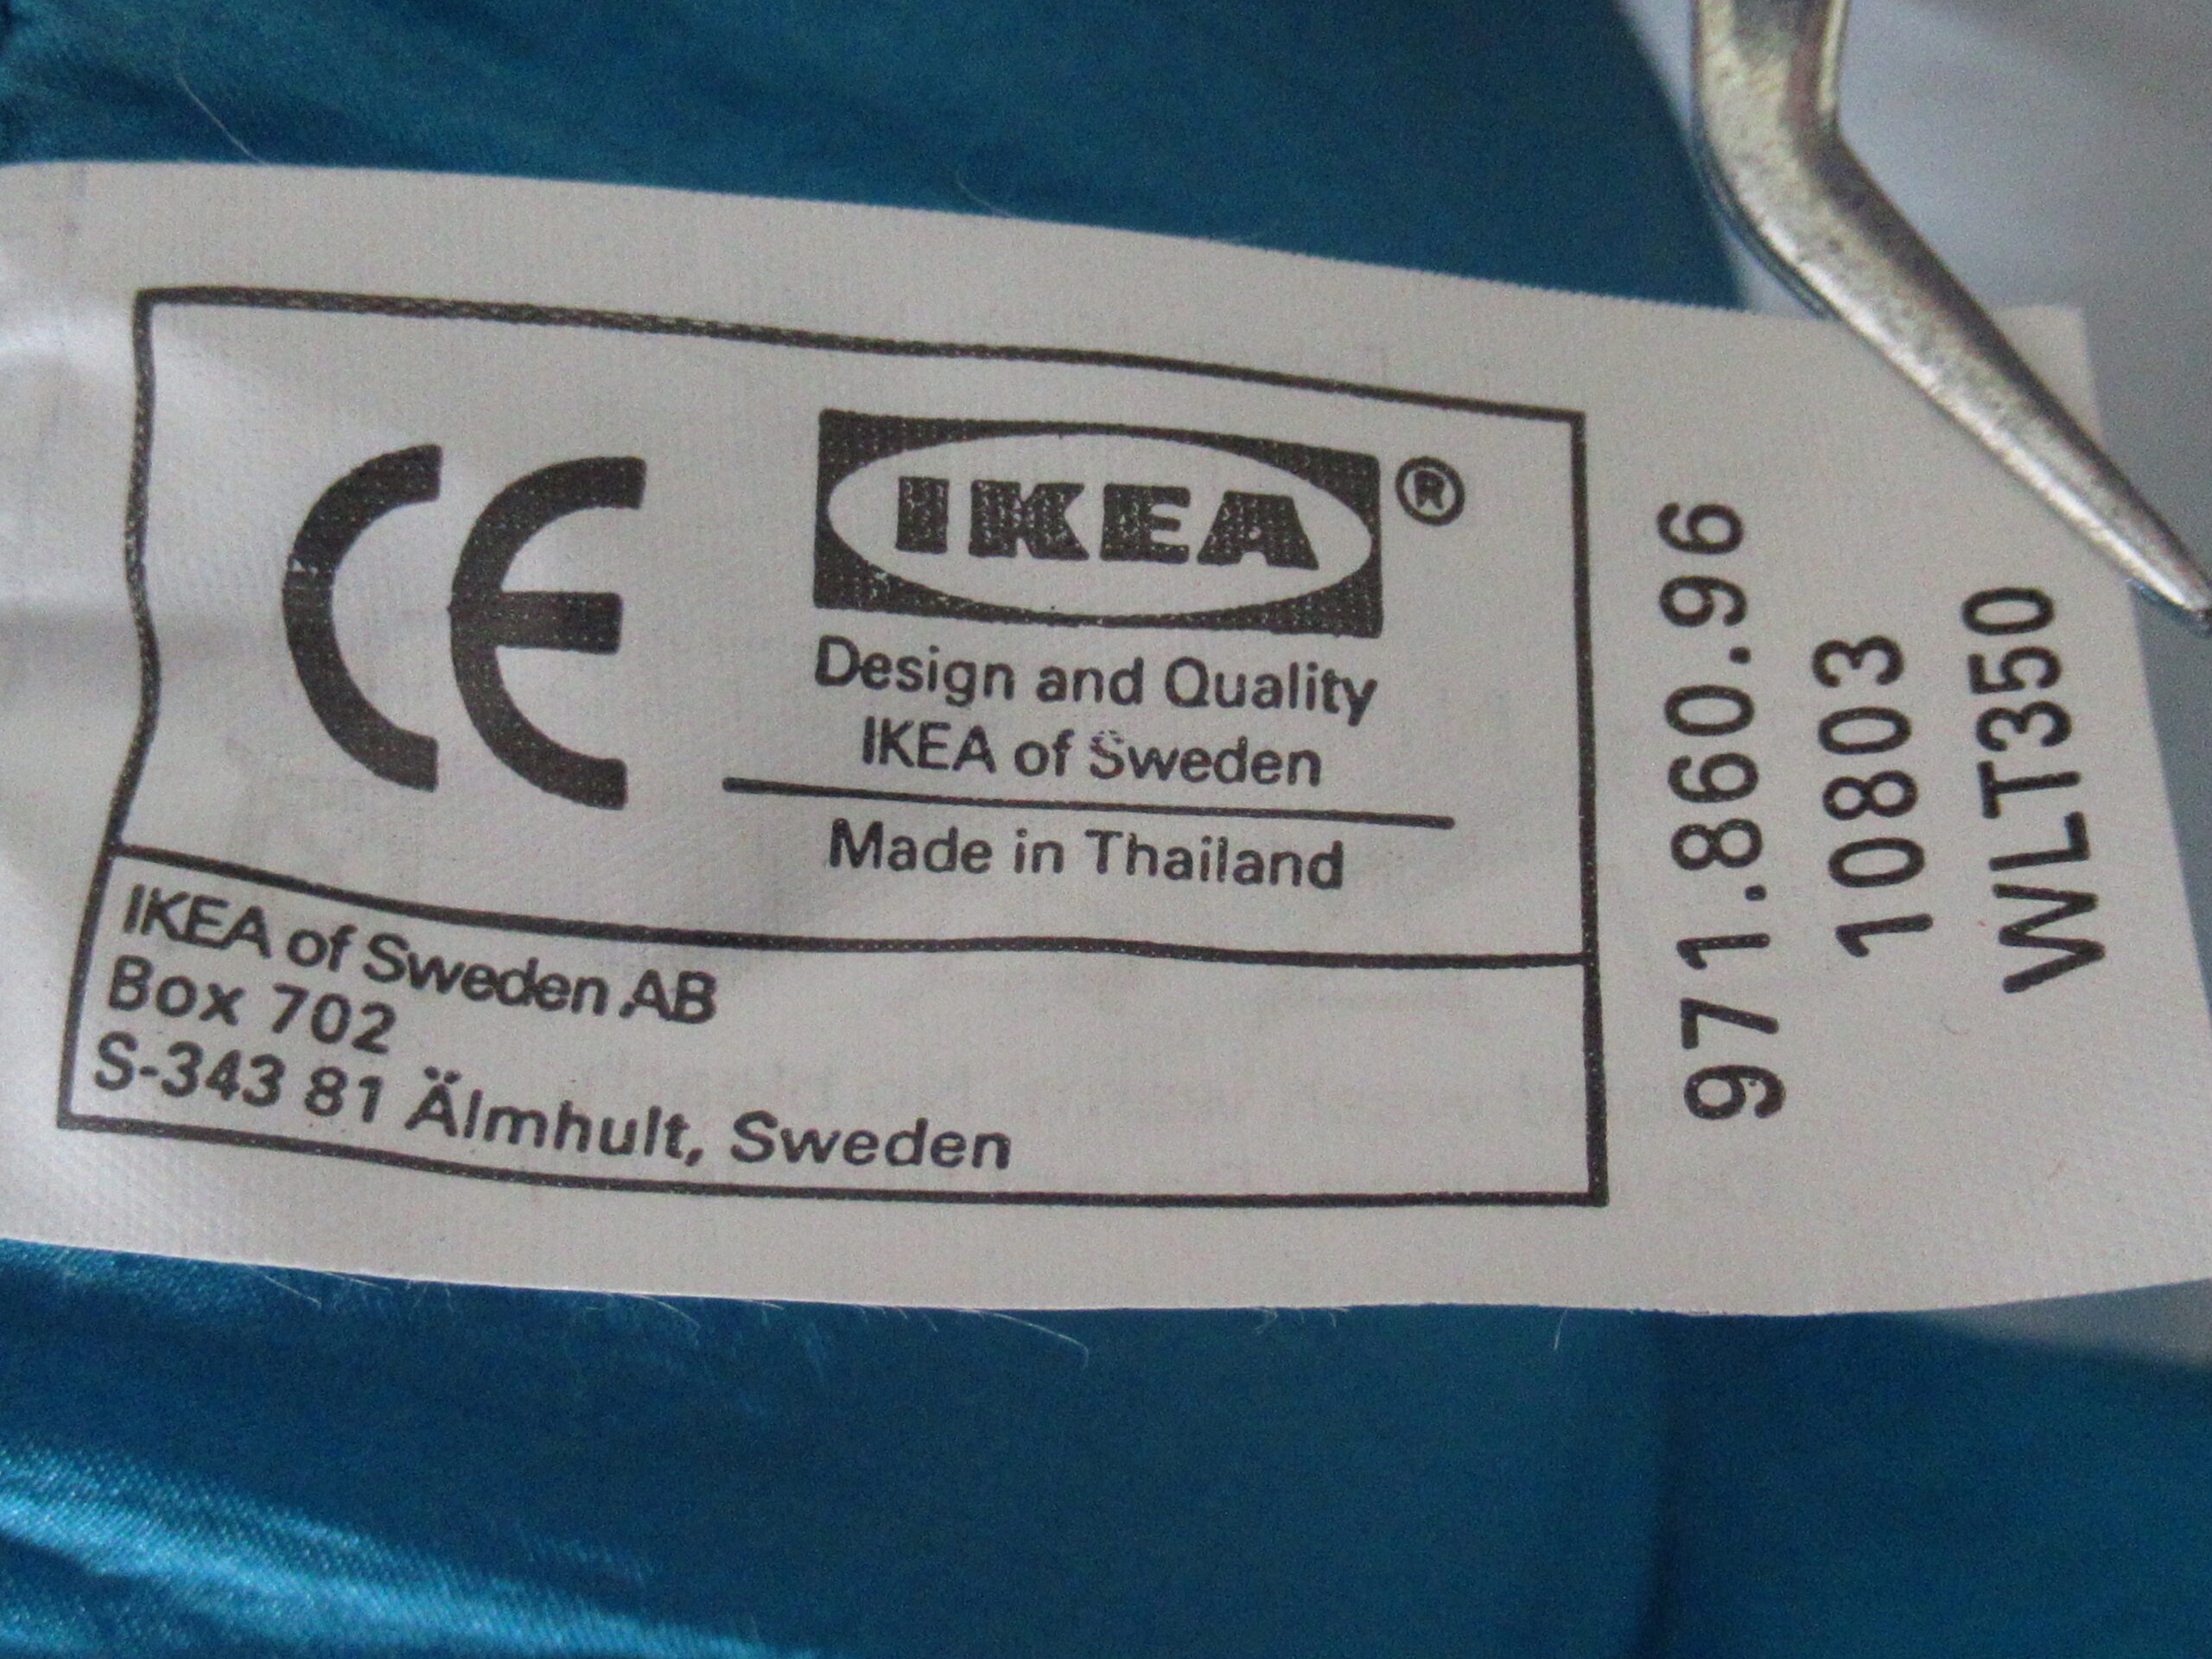 CE
IKEA®
Design and Quality
IKEA of Sweden
Made in Thailand
IKEA of Sweden AB
Box 702
S-343 81 Älmhult, Sweden
971.860.96
10803
WLT350